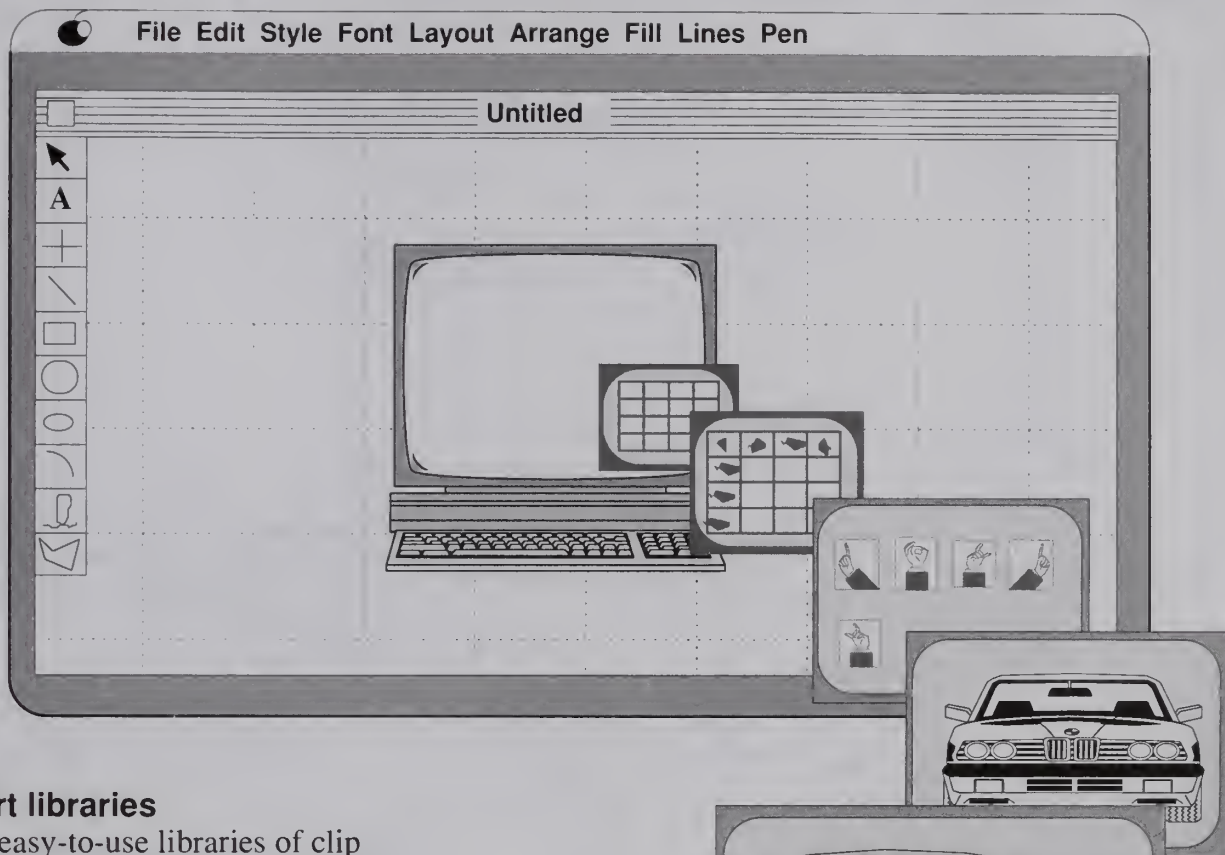 File Edit Style Font Layout Arrange Fill Lines Pen
Untitled
A
rt libraries
easy-to-use libraries of clip